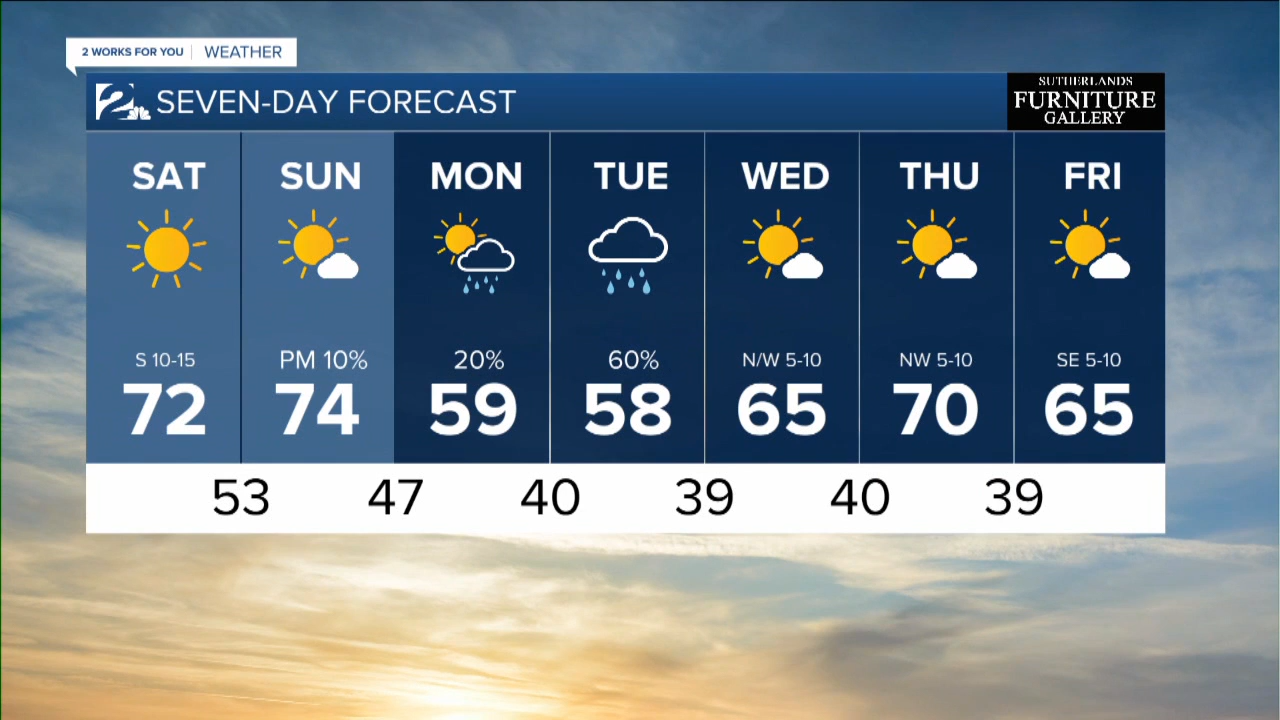 2 WORKS FOR YOU | WEATHER
2 SEVEN-DAY FORECAST
SUTHERLANDS
FURNITURE
GALLERY
SAT SUN MON TUE WED THU FRI
S 10-15 PM 10% 20% 60% N/W 5-10 NW 5-10 SE 5-10
72 74 59 58 65 70 65
53 47 40 39 40 39